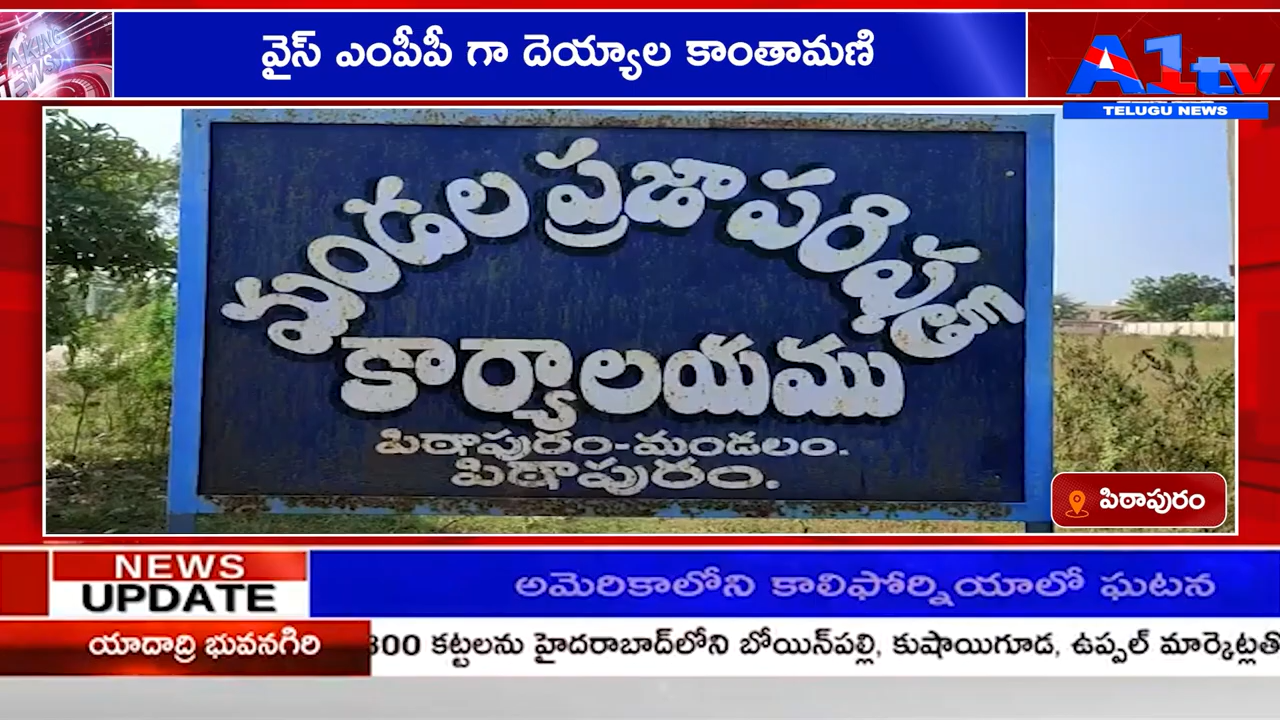 వైస్ ఎంపీపీ గా దెయ్యాల కాంతామణి
A1tv
TELUGU NEWS
మండల ప్రజా పరిషత్
కార్యాలయము
పిఠాపురం-మండలం.
పిఠాపురం.
పిఠాపురం
NEWS
UPDATE
అమెరికాలోని కాలిఫోర్నియాలో ఘటన
యాదాద్రి భువనగిరి
300 కట్టలను హైదరాబాద్‌లోని బోయిన్‌పల్లి, కుషాయిగూడ, ఉప్పల్ మార్కెట్లతో